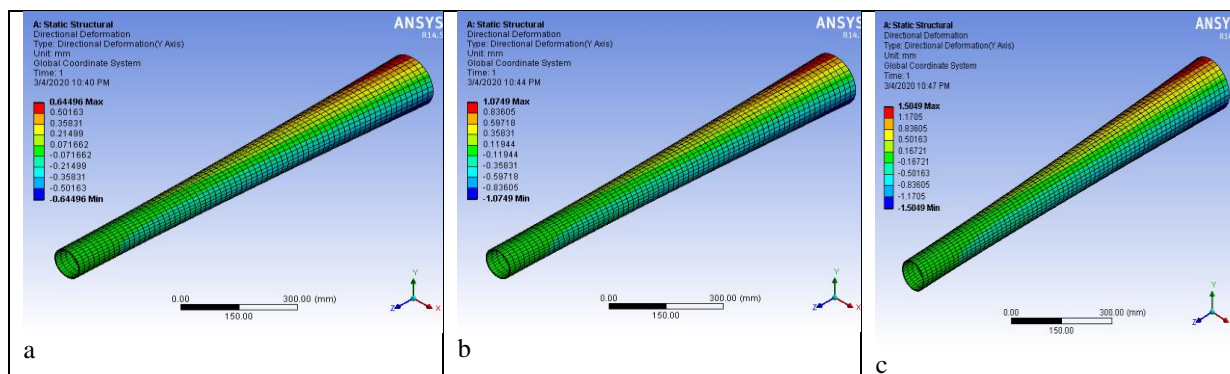 A: Static Structural
Directional Deformation
Type: Directional Deformation(Y Axis)
Unit: mm
Global Coordinate System
Time: 1
3/4/2020 10:40 PM
0.64496 Max
0.50163
0.35831
0.21499
0.071662
-0.071662
-0.21499
-0.35831
-0.50163
-0.64496 Min
ANSYS
R14.5
0.00
300.00 (mm)
150.00
Y
Z
X
a
A: Static Structural
Directional Deformation
Type: Directional Deformation(Y Axis)
Unit: mm
Global Coordinate System
Time: 1
3/4/2020 10:44 PM
1.0749 Max
0.83605
0.59718
0.35831
0.11944
-0.11944
-0.35831
-0.59718
-0.83605
-1.0749 Min
ANSYS
R14.
0.00
300.00 (mm)
150.00
Y
Z
X
b
A: Static Structural
Directional Deformation
Type: Directional Deformation(Y Axis)
Unit: mm
Global Coordinate System
Time: 1
3/4/2020 10:47 PM
1.5049 Max
1.1705
0.83605
0.50163
0.16721
-0.16721
-0.50163
-0.83605
-1.1705
-1.5049 Min
ANSYS
R14.
0.00
300.00 (mm)
150.00
Y
Z
X
c